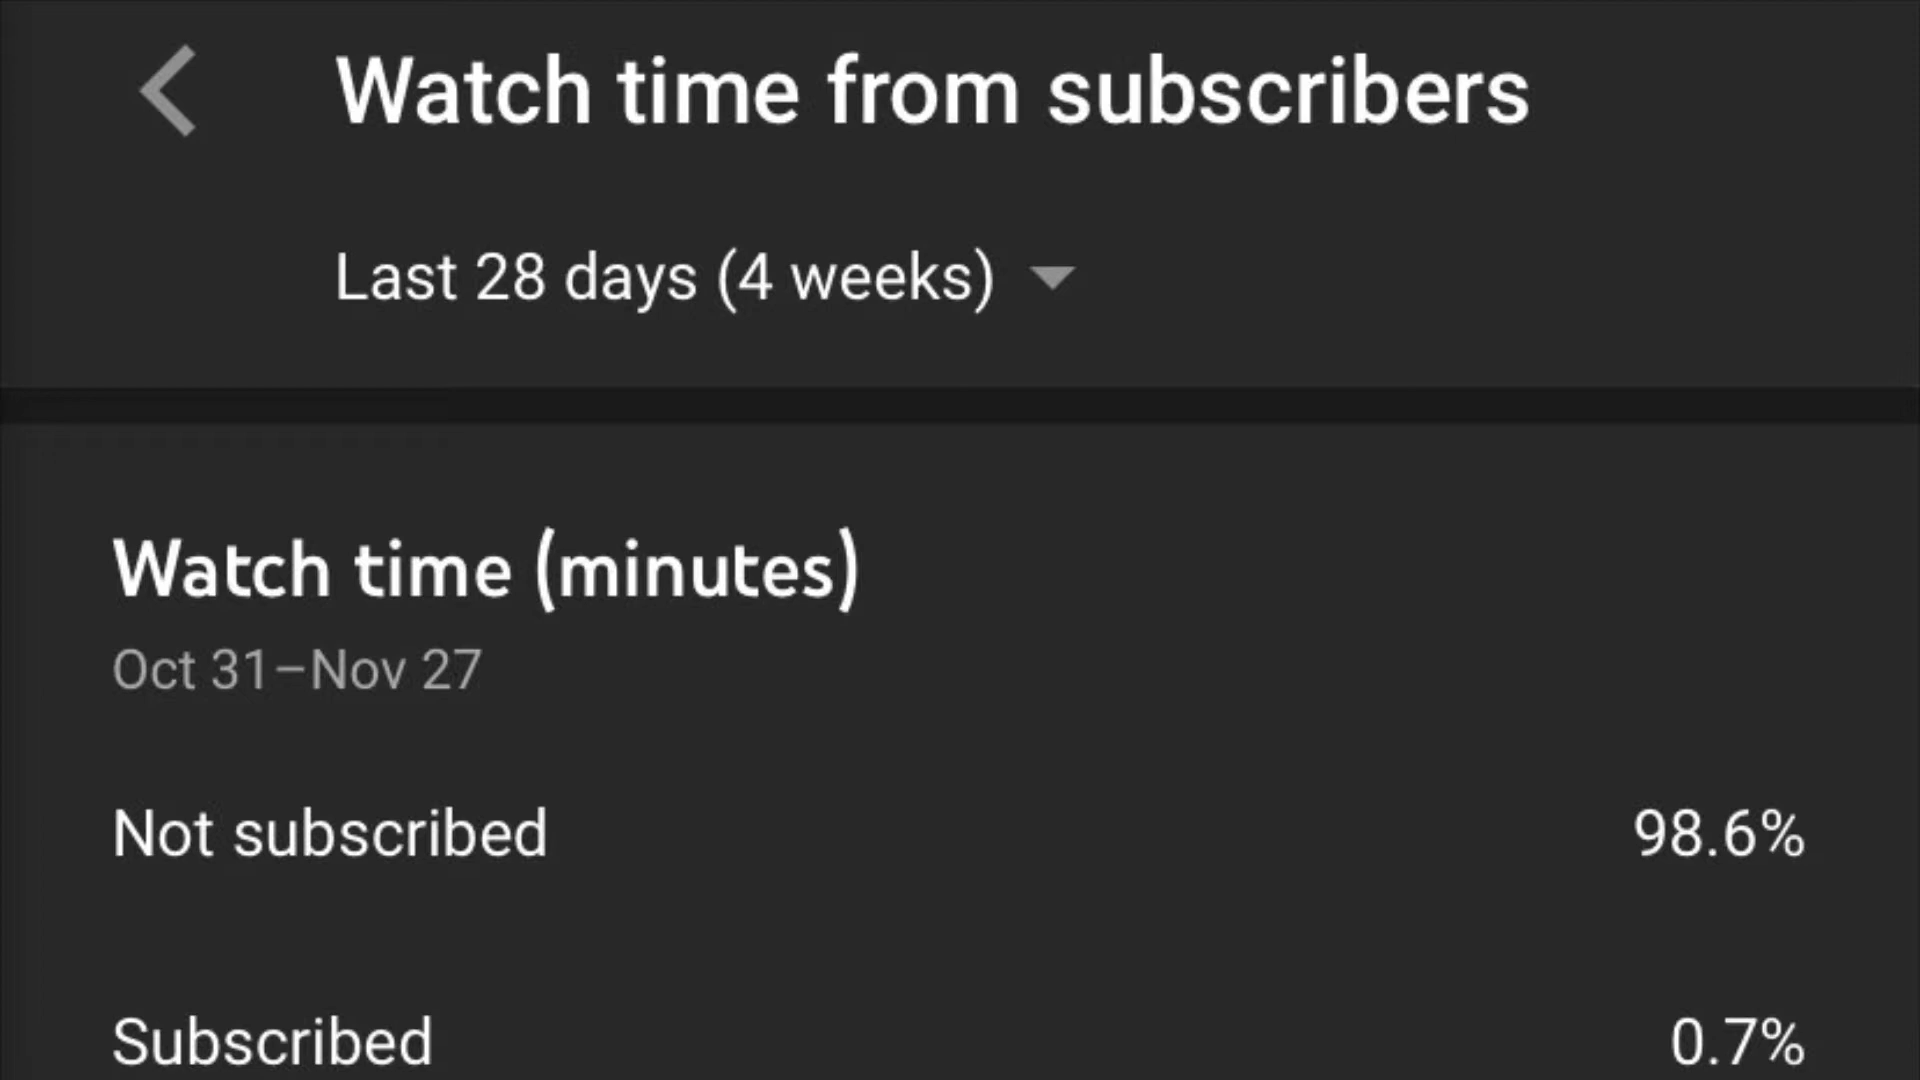 Watch time from subscribers
Last 28 days (4 weeks)
Watch time (minutes)
Oct 31–Nov 27
Not subscribed 98.6%
Subscribed 0.7%